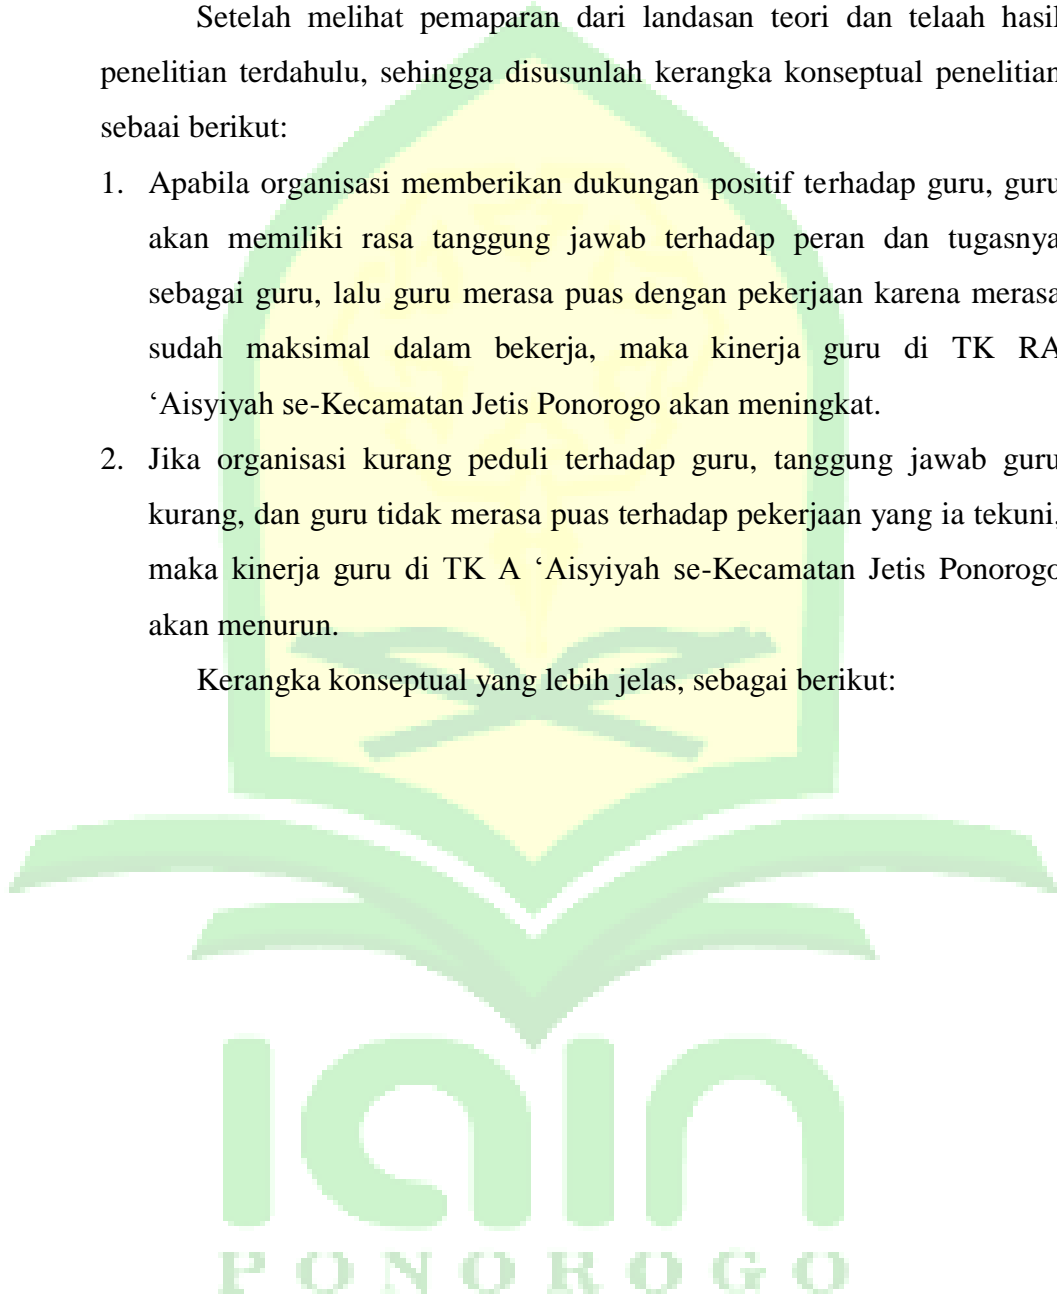 Setelah melihat pemaparan dari landasan teori dan telaah hasil
penelitian terdahulu, sehingga disusunlah kerangka konseptual penelitian
sebaai berikut:
1. Apabila organisasi memberikan dukungan positif terhadap guru, guru
akan memiliki rasa tanggung jawab terhadap peran dan tugasnya
sebagai guru, lalu guru merasa puas dengan pekerjaan karena merasa
sudah maksimal dalam bekerja, maka kinerja guru di TK RA
‘Aisyiyah se-Kecamatan Jetis Ponorogo akan meningkat.
2. Jika organisasi kurang peduli terhadap guru, tanggung jawab guru
kurang, dan guru tidak merasa puas terhadap pekerjaan yang ia tekuni,
maka kinerja guru di TK A ‘Aisyiyah se-Kecamatan Jetis Ponorogo
akan menurun.
Kerangka konseptual yang lebih jelas, sebagai berikut:
iain
PONOROGO